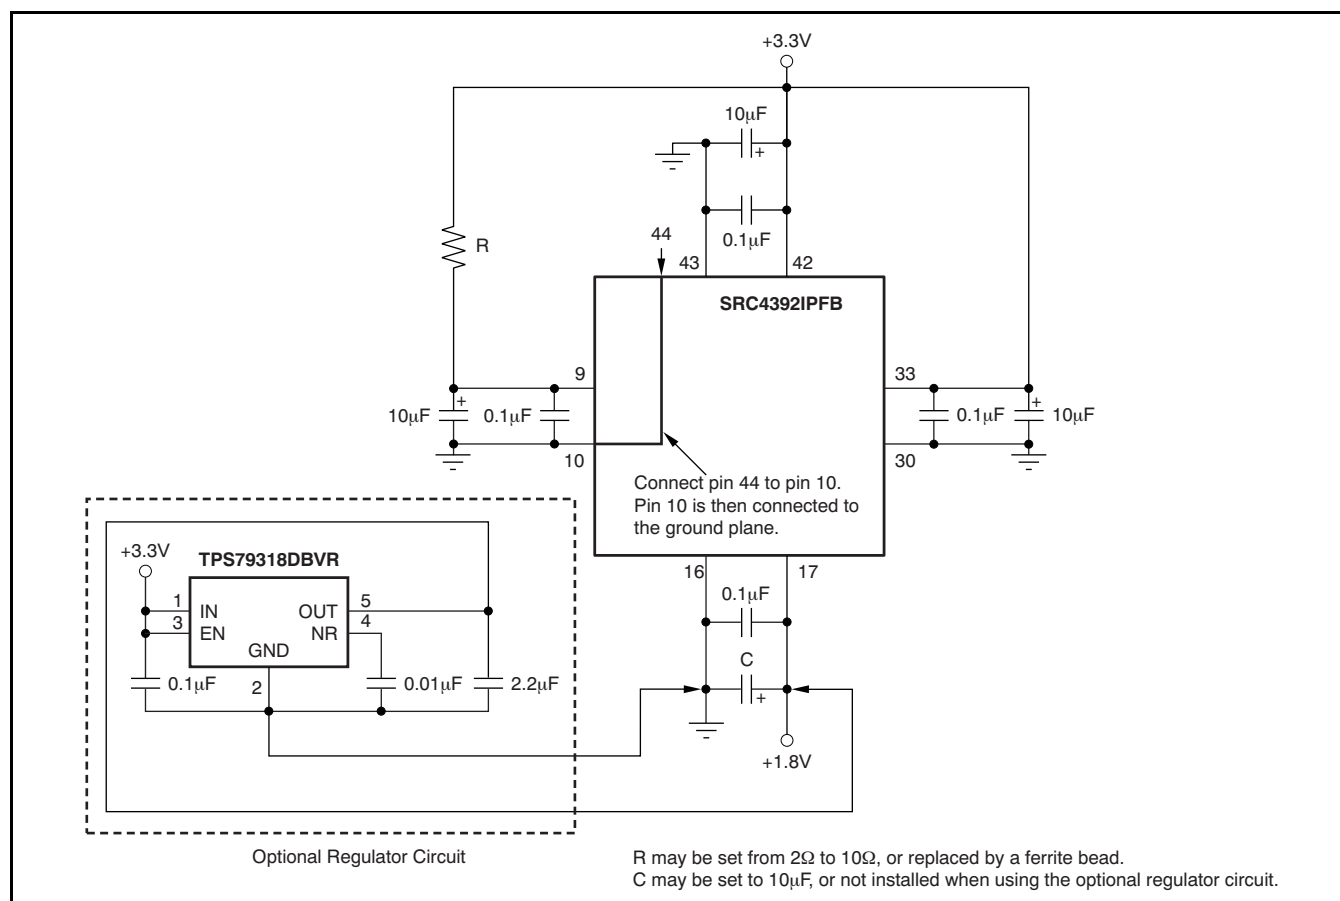 +3.3V
10µF
+
0.1µF
44
43
42
R
SRC4392IPFB
9
33
+
10µF
0.1µF
0.1µF
+
10µF
10
30
Connect pin 44 to pin 10.
Pin 10 is then connected to
the ground plane.
+3.3V
TPS79318DBVR
16
17
0.1µF
1
IN
OUT
5
3
EN
NR
4
GND
2
0.1µF
0.01µF
2.2µF
C
+
+1.8V
Optional Regulator Circuit
R may be set from 2Ω to 10Ω, or replaced by a ferrite bead.
C may be set to 10µF, or not installed when using the optional regulator circuit.